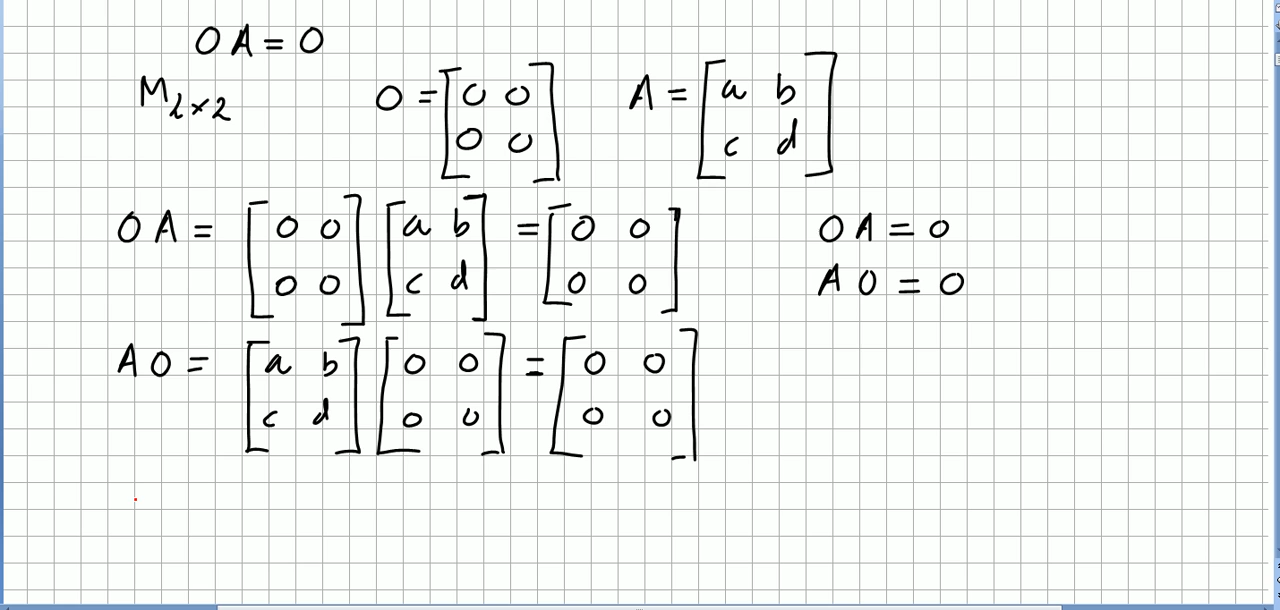 O A = O
M2×2 O = [0 0 A = [a b
0 0] c d]
O A = [0 0 [a b = [0 0 O A = 0
0 0] c d] 0 0] A O = O
A O = [a b [0 0 = [0 0
c d] 0 0] 0 0]